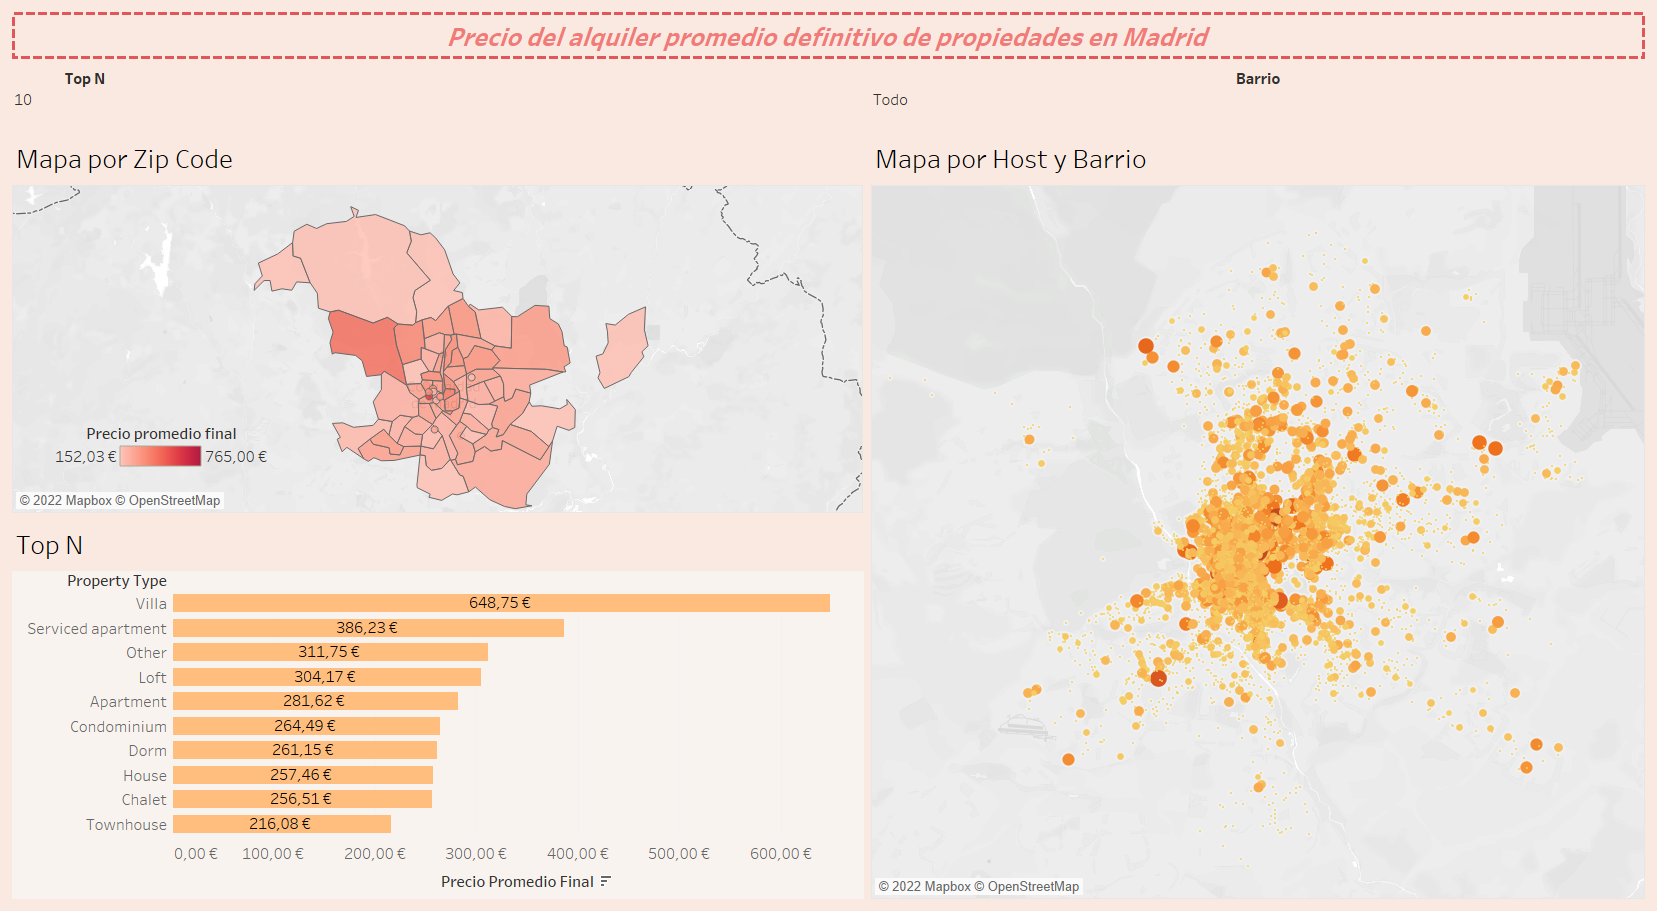 Precio del alquiler promedio definitivo de propiedades en Madrid
Top N
10
Barrio
Todo
Mapa por Zip Code
Precio promedio final
152,03 € 765,00 €
© 2022 Mapbox © OpenStreetMap
Mapa por Host y Barrio
© 2022 Mapbox © OpenStreetMap
Top N
Property Type
Villa 648,75 €
Serviced apartment 386,23 €
Other 311,75 €
Loft 304,17 €
Apartment 281,62 €
Condominium 264,49 €
Dorm 261,15 €
House 257,46 €
Chalet 256,51 €
Townhouse 216,08 €
0,00 € 100,00 € 200,00 € 300,00 € 400,00 € 500,00 € 600,00 €
Precio Promedio Final